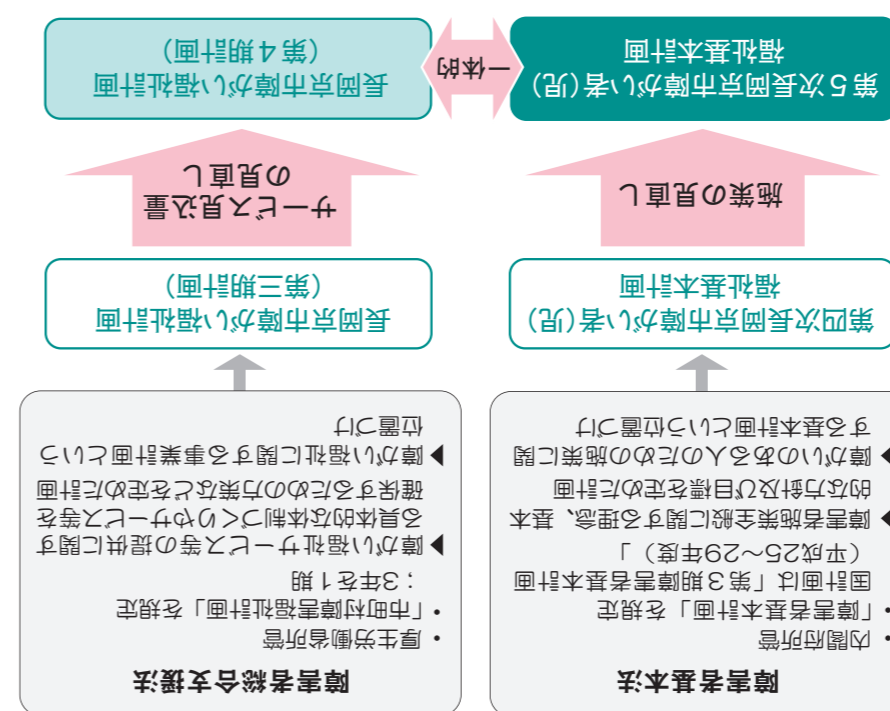 障害者基本法
・内閣府所管
・「障害者基本計画」を規定
国計画は「第３期障害者基本計画
（平成25～29年度）」
▶障害者施策全般に関する理念、基本
的な方針及び目標を定めた計画
▶障がいのある人のための施策に関
する基本計画という位置づけ
第四次長岡京市障がい者（児）
福祉基本計画
施策の見直し
第５次長岡京市障がい者（児）
福祉基本計画
一体的
障害者総合支援法
・厚生労働省所管
・「市町村障害福祉計画」を規定
：3年を１期
▶障がい福祉サービス等の提供に関す
る具体的な体制づくりやサービス等を
確保するための方策などを定めた計画
▶障がい福祉に関する事業計画という
位置づけ
長岡京市障がい福祉計画
（第三期計画）
サービス見込量
の見直し
長岡京市障がい福祉計画
（第４期計画）